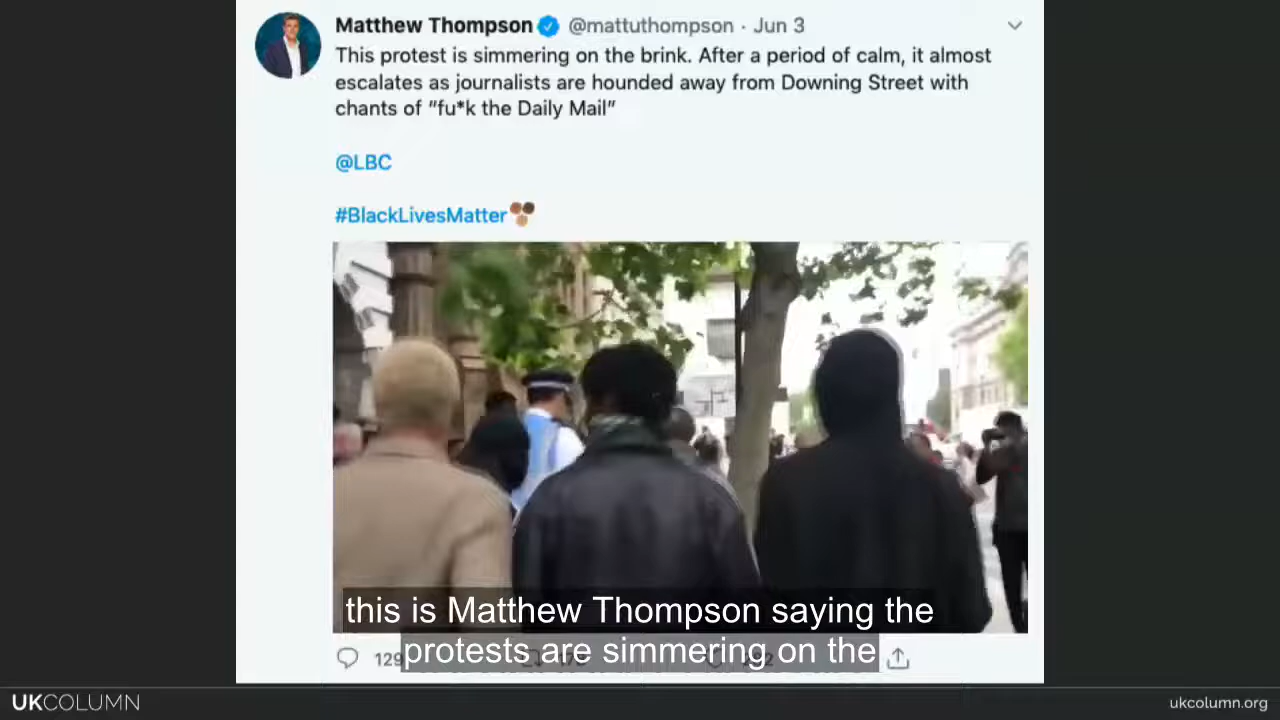 Matthew Thompson @mattuthompson · Jun 3
This protest is simmering on the brink. After a period of calm, it almost
escalates as journalists are hounded away from Downing Street with
chants of "fu*k the Daily Mail"
@LBC
#BlackLivesMatter
this is Matthew Thompson saying the
129
protests are simmering on the
UKCOLUMN
ukcolumn.org